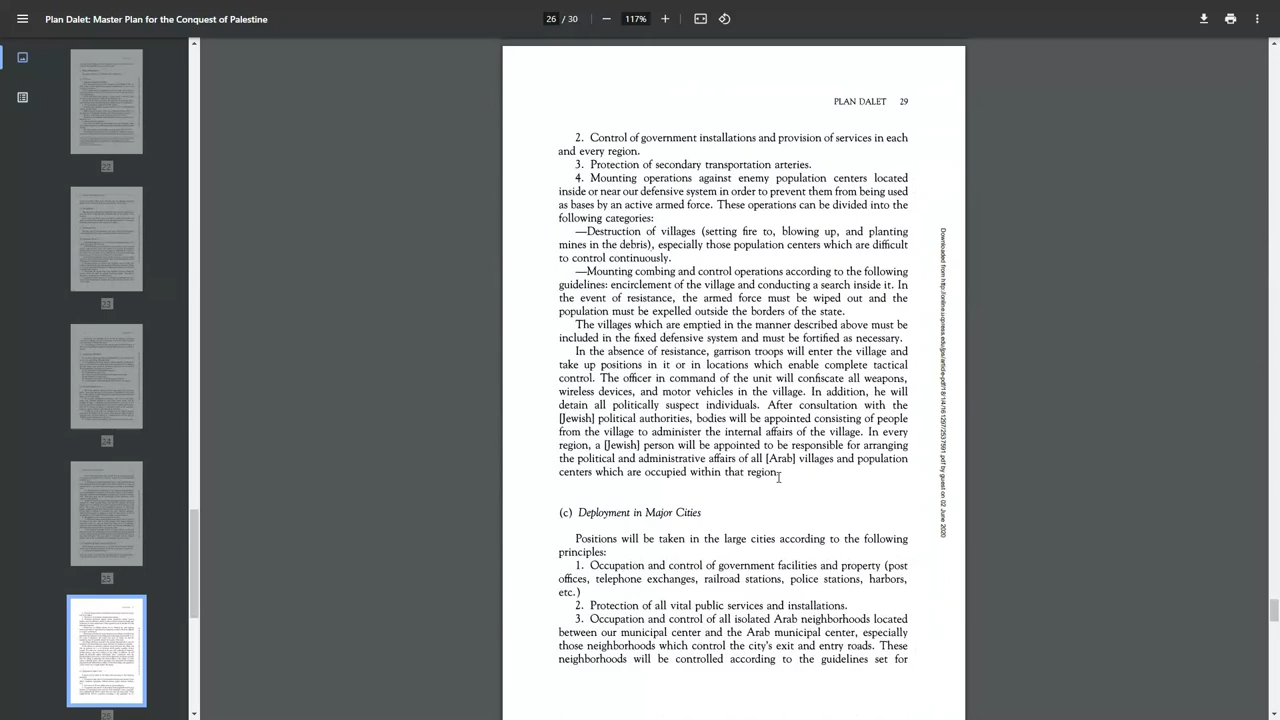 Plan Dalet: Master Plan for the Conquest of Palestine
26 / 30
117%
22
23
24
25
26
PLAN DALET 29
2. Control of government installations and provision of services in each
and every region.
3. Protection of secondary transportation arteries.
4. Mounting operations against enemy population centers located
inside or near our defensive system in order to prevent them from being used
as bases by an active armed force. These operations can be divided into the
following categories:
—Destruction of villages (setting fire to, blowing up, and planting
mines in the debris), especially those population centers which are difficult
to control continuously.
—Mounting combing and control operations according to the following
guidelines: encirclement of the village and conducting a search inside it. In
the event of resistance, the armed force must be wiped out and the
population must be expelled outside the borders of the state.
The villages which are emptied in the manner described above must be
included in the fixed defensive system and must be fortified as necessary.
In the absence of resistance, garrison troops will enter the village and
take up positions in it or in locations which enable complete tactical
control. The officer in command of the unit will confiscate all weapons,
wireless devices, and motor vehicles in the village. In addition, he will
detain all politically suspect individuals. After consultation with the
[Jewish] political authorities, bodies will be appointed consisting of people
from the village to administer the internal affairs of the village. In every
region, a [Jewish] person will be appointed to be responsible for arranging
the political and administrative affairs of all [Arab] villages and population
centers which are occupied within that region.
(c) Deployment in Major Cities
Positions will be taken in the large cities according to the following
principles:
1. Occupation and control of government facilities and property (post
offices, telephone exchanges, railroad stations, police stations, harbors,
etc.)
2. Protection of all vital public services and installations.
3. Occupation and control of all isolated Arab neighborhoods located
between our municipal center and the Arab municipal center, especially
those neighborhoods which control the city's exit and entry roads. These
neighborhoods will be controlled according to the guidelines set for
by guest on 02 June 2020